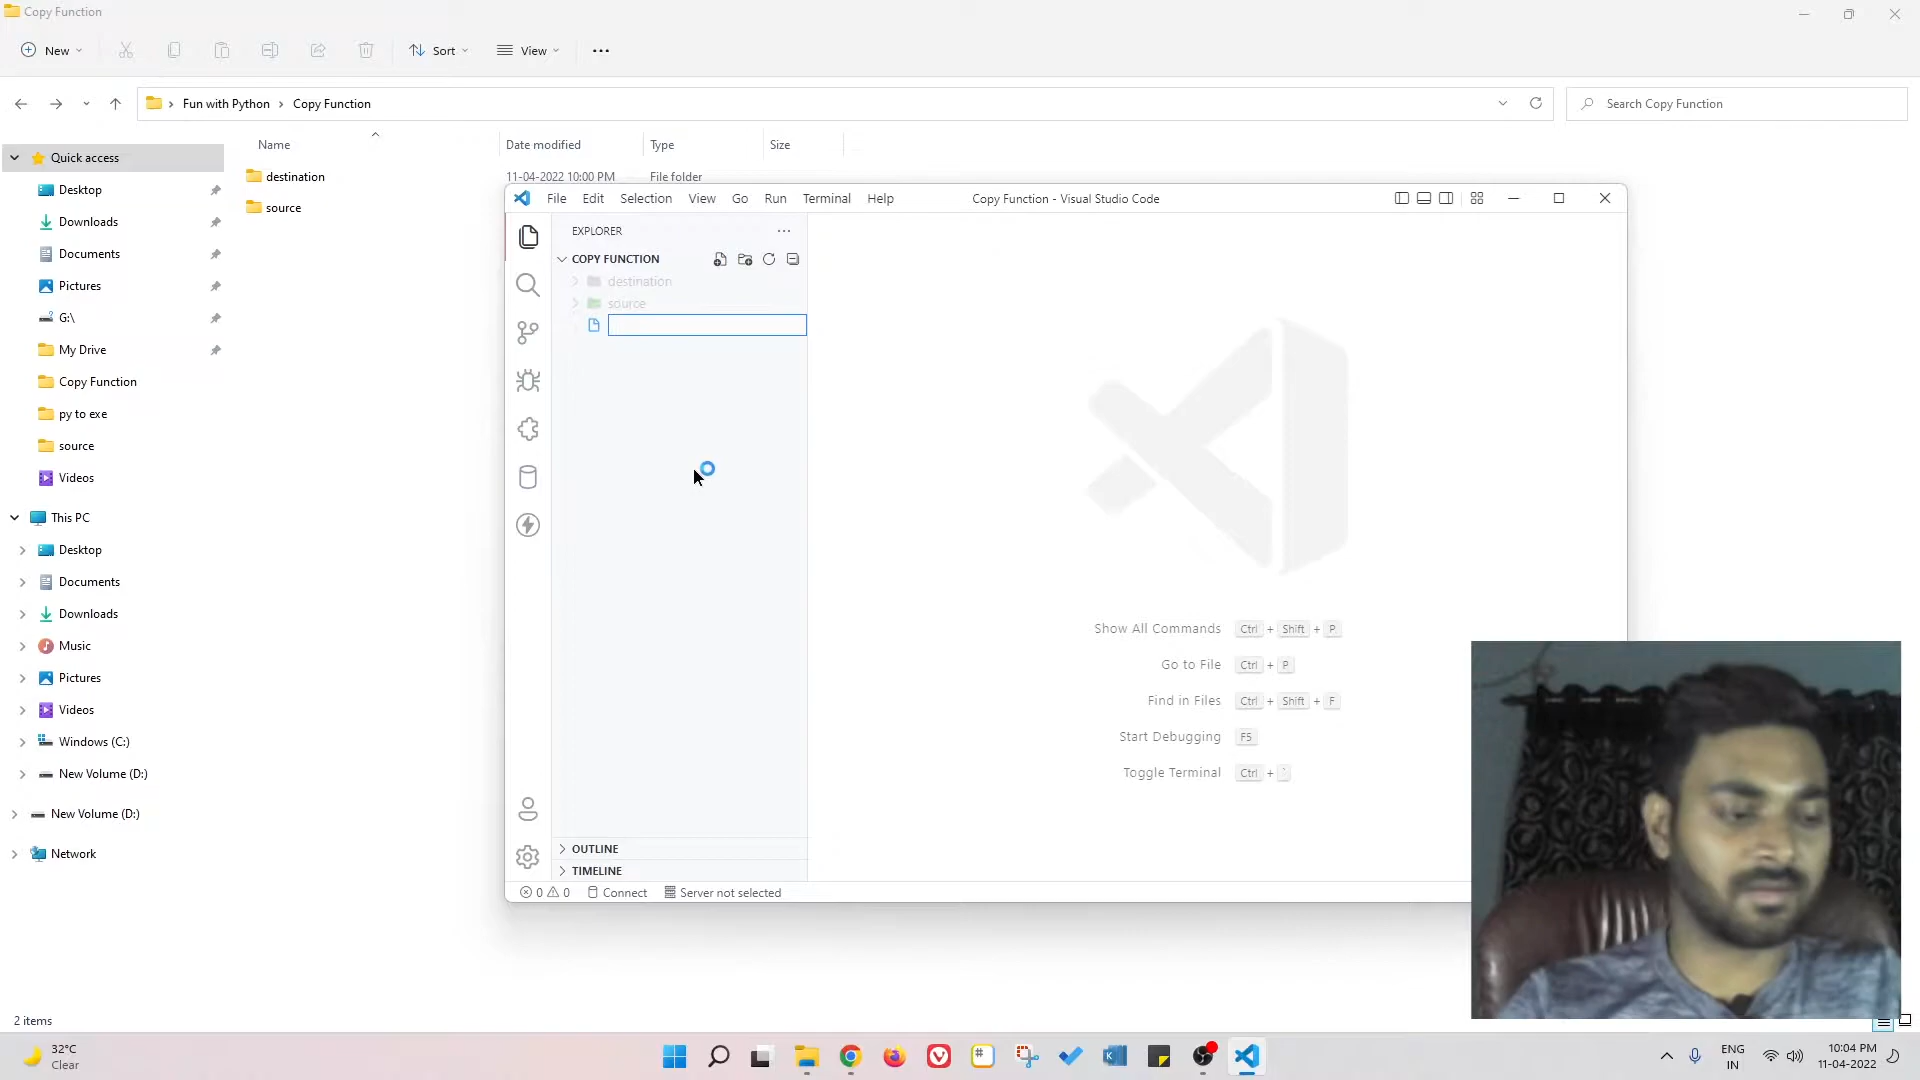 Copy Function
New Sort View
Fun with Python Copy Function
Search Copy Function
Name Date modified Type Size
Quick access
Desktop
Downloads
Documents
Pictures
G:\
My Drive
Copy Function
py to exe
source
Videos
This PC
Desktop
Documents
Downloads
Music
Pictures
Videos
Windows (C:)
New Volume (D:)
New Volume (D:)
Network
destination 11-04-2022 10:00 PM File folder
source
File Edit Selection View Go Run Terminal Help Copy Function - Visual Studio Code
EXPLORER
COPY FUNCTION
destination
source
Show All Commands Ctrl + Shift + P
Go to File Ctrl + P
Find in Files Ctrl + Shift + F
Start Debugging F5
Toggle Terminal Ctrl + `
OUTLINE
TIMELINE
0 0 Connect Server not selected
2 items
32°C
Clear
ENG
IN
10:04 PM
11-04-2022